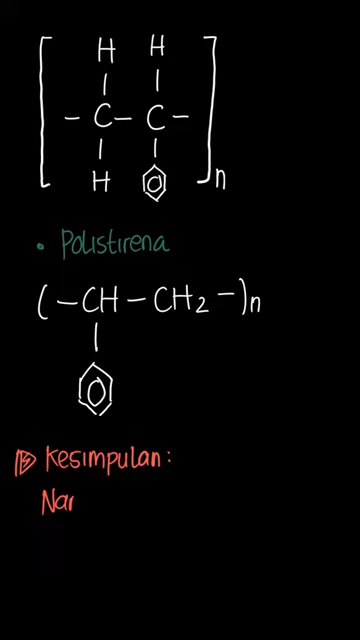 H H
- C - C -
H
n
• Polistirena
( - CH - CH2 - )n
Kesimpulan :
Nar